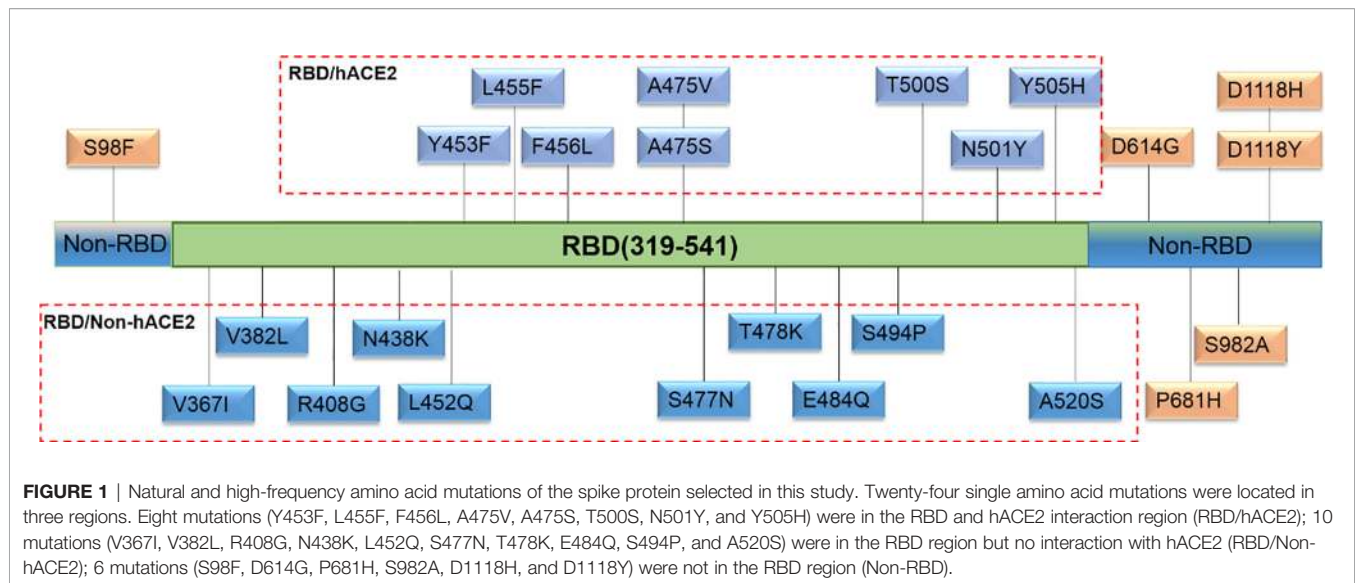 RBD/hACE2
L455F
A475V
T500S
Y505H
D1118H
S98F
Y453F
F456L
A475S
N501Y
D614G
D1118Y
Non-RBD
RBD(319-541)
Non-RBD
RBD/Non-hACE2
V382L
N438K
T478K
S494P
S982A
V367I
R408G
L452Q
S477N
E484Q
A520S
P681H
FIGURE 1 | Natural and high-frequency amino acid mutations of the spike protein selected in this study. Twenty-four single amino acid mutations were located in
three regions. Eight mutations (Y453F, L455F, F456L, A475V, A475S, T500S, N501Y, and Y505H) were in the RBD and hACE2 interaction region (RBD/hACE2); 10
mutations (V367I, V382L, R408G, N438K, L452Q, S477N, T478K, E484Q, S494P, and A520S) were in the RBD region but no interaction with hACE2 (RBD/Non-
hACE2); 6 mutations (S98F, D614G, P681H, S982A, D1118H, and D1118Y) were not in the RBD region (Non-RBD).